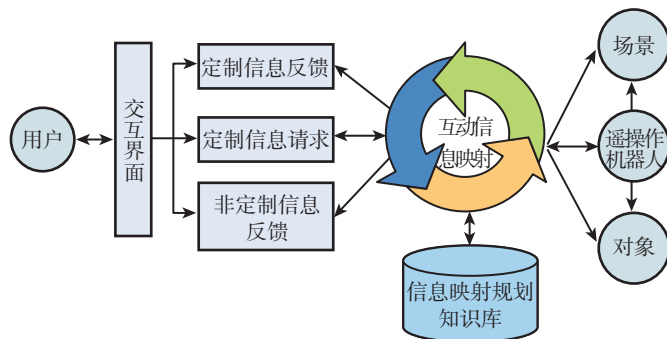 用户
交互界面
定制信息反馈
定制信息请求
非定制信息
反馈
互动信
息映射
信息映射规划
知识库
场景
遥操作
机器人
对象